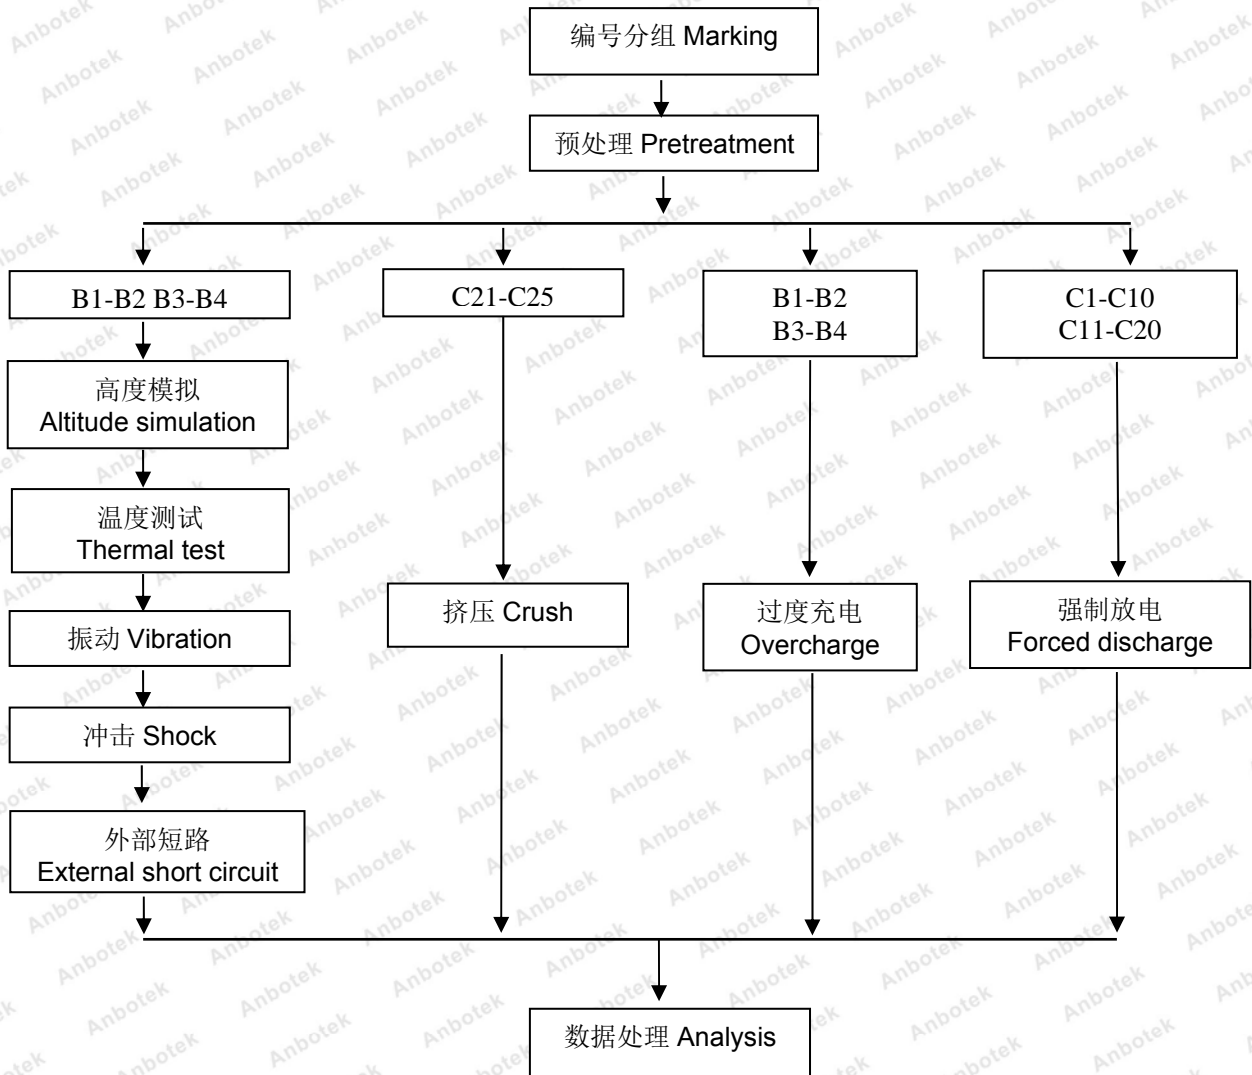 编号分组 Marking
预处理 Pretreatment
B1-B2 B3-B4
C21-C25
B1-B2
B3-B4
C1-C10
C11-C20
高度模拟
Altitude simulation
温度测试
Thermal test
振动 Vibration
冲击 Shock
外部短路
External short circuit
挤压 Crush
过度充电
Overcharge
强制放电
Forced discharge
数据处理 Analysis
Anbotek